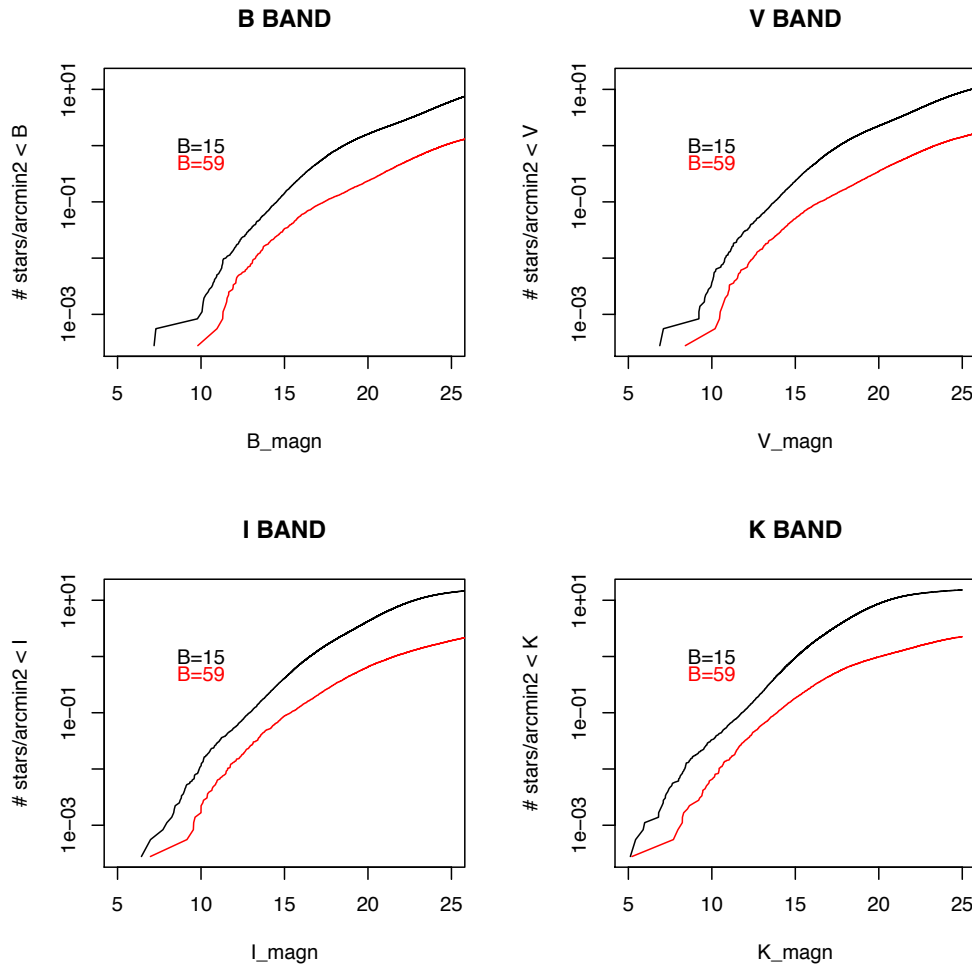 B BAND
# stars/arcmin2 < B
1e+01
1e-01
1e-03
B=15
B=59
5 10 15 20 25
B_magn
V BAND
# stars/arcmin2 < V
1e+01
1e-01
1e-03
B=15
B=59
5 10 15 20 25
V_magn
I BAND
# stars/arcmin2 < I
1e+01
1e-01
1e-03
B=15
B=59
5 10 15 20 25
I_magn
K BAND
# stars/arcmin2 < K
1e+01
1e-01
1e-03
B=15
B=59
5 10 15 20 25
K_magn